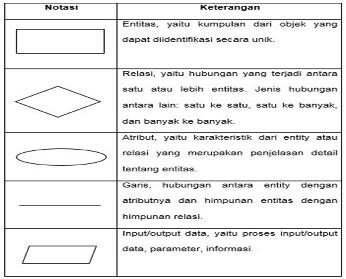 Notasi Keterangan
Entitas, yaitu kumpulan dari objek yang
dapat diidentifikasi secara unik.
Relasi, yaitu hubungan yang terjadi antara
satu atau lebih entitas. Jenis hubungan
antara lain: satu ke satu, satu ke banyak,
dan banyak ke banyak.
Atribut, yaitu karakteristik dari entity atau
relasi yang merupakan penjelasan detail
tentang entitas.
Garis, hubungan antara entity dengan
atributnya dan himpunan entitas dengan
himpunan relasi.
Input/output data, yaitu proses input/output
data, parameter, informasi.